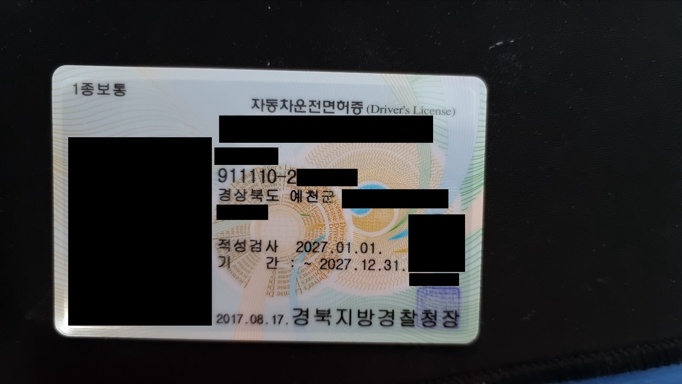 1종보통
자동차운전면허증 (Driver's License)
911110-2
경상북도 예천군
적성검사 2027.01.01.
기 간 : ~ 2027.12.31.
2017.08.17. 경북지방경찰청장